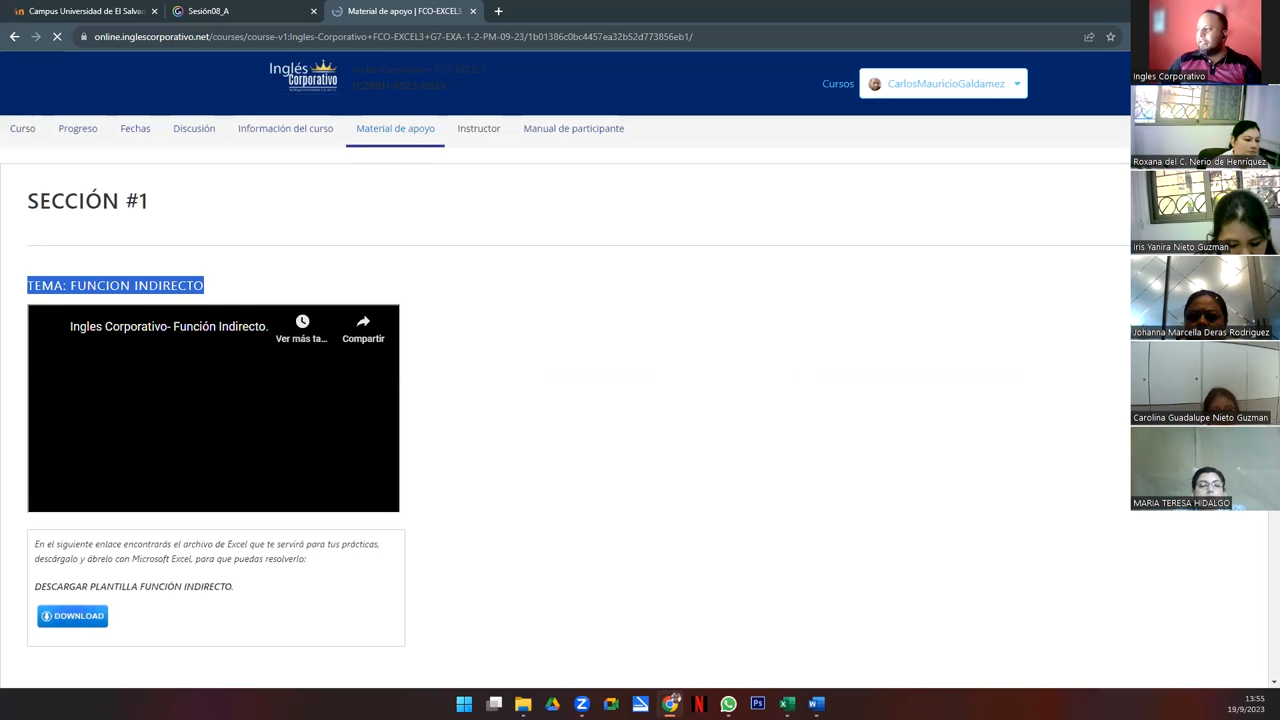 Campus Universidad de El Salvad
Sesión08_A
Material de apoyo | FCO-EXCEL3
online.inglescorporativo.net/courses/course-v1:Ingles-Corporativo+FCO-EXCEL3+G7-EXA-1-2-PM-09-23/1b01386c0bc4457ea32b52d773856eb1/
Inglés
Corporativo
Cursos
CarlosMauricioGaldamez
Curso
Progreso
Fechas
Discusión
Información del curso
Material de apoyo
Instructor
Manual de participante
SECCIÓN #1
TEMA: FUNCION INDIRECTO
Ingles Corporativo- Función Indirecto.
Ver más ta...
Compartir
En el siguiente enlace encontrarás el archivo de Excel que te servirá para tus prácticas,
descárgalo y ábrelo con Microsoft Excel, para que puedas resolverlo:
DESCARGAR PLANTILLA FUNCIÓN INDIRECTO.
DOWNLOAD
Ingles Corporativo
Roxana del C. Nerio de Henríquez
Iris Yanira Nieto Guzman
Johanna Marcella Deras Rodriguez
Carolina Guadalupe Nieto Guzman
MARIA TERESA HIDALGO
13:55
19/9/2023